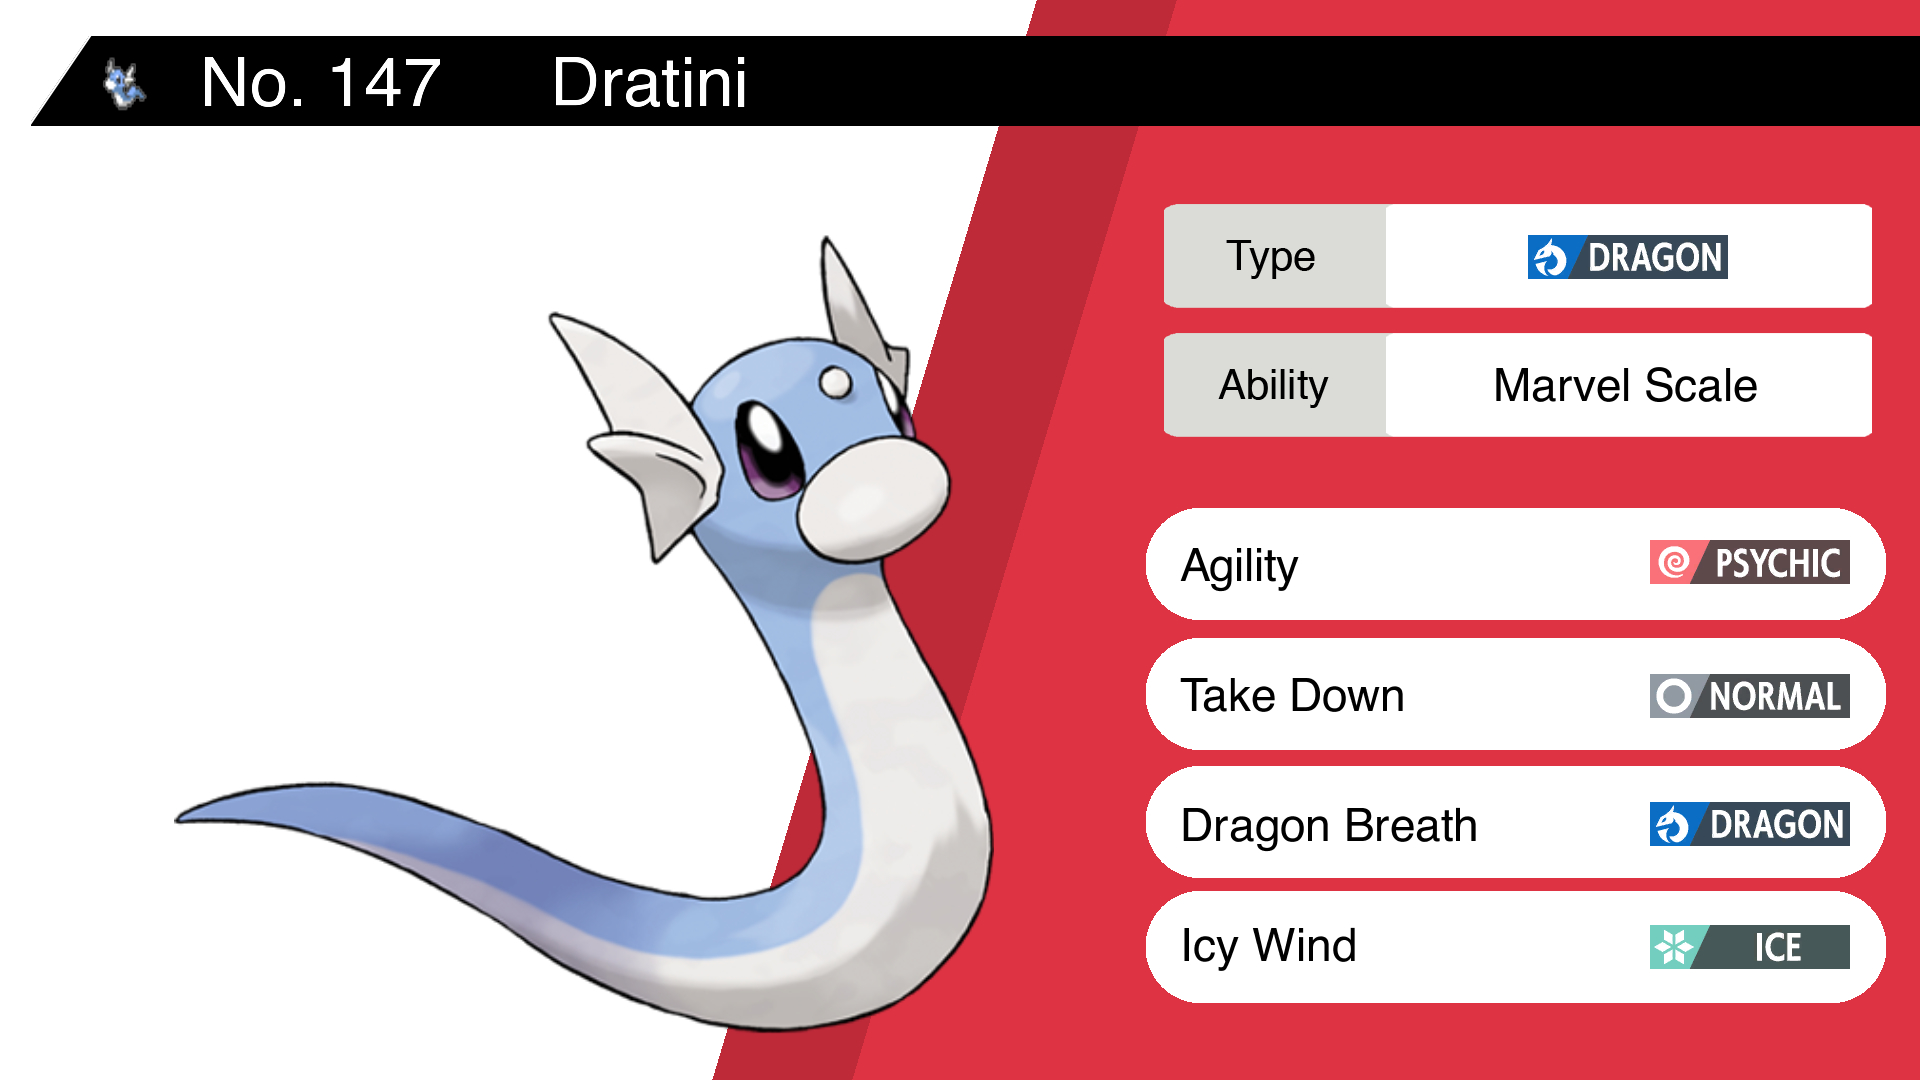 No. 147 Dratini
Type DRAGON
Ability Marvel Scale
Agility PSYCHIC
Take Down NORMAL
Dragon Breath DRAGON
Icy Wind ICE